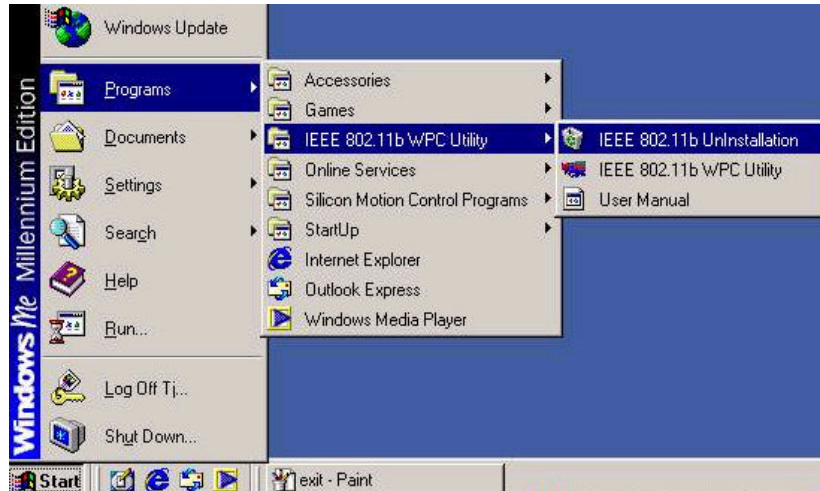 Windows Update
Programs
Documents
Settings
Search
Help
Run...
Log Off Tj...
Shut Down...
Windows Me Millennium Edition
Accessories
Games
IEEE 802.11b WPC Utility
Online Services
Silicon Motion Control Programs
StartUp
Internet Explorer
Outlook Express
Windows Media Player
IEEE 802.11b UnInstallation
IEEE 802.11b WPC Utility
User Manual
Start
exit - Paint